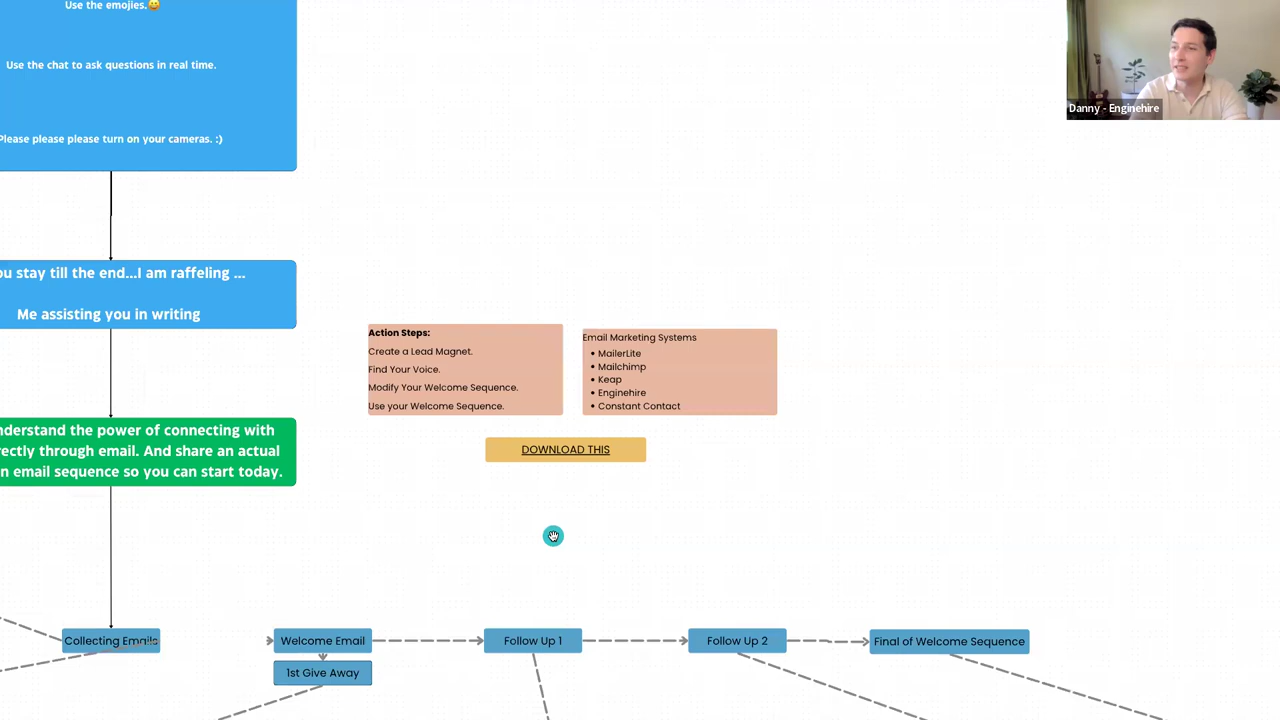 Use the emojies.😀
Use the chat to ask questions in real time.
Please please please turn on your cameras. :)
Danny - Enginehire
you stay till the end...I am raffeling ...
Me assisting you in writing
Action Steps:
Create a Lead Magnet.
Find Your Voice.
Modify Your Welcome Sequence.
Use your Welcome Sequence.
Email Marketing Systems
• MailerLite
• Mailchimp
• Keap
• Enginehire
• Constant Contact
DOWNLOAD THIS
understand the power of connecting with
directly through email. And share an actual
email sequence so you can start today.
Collecting Emails
Welcome Email
Follow Up 1
Follow Up 2
Final of Welcome Sequence
1st Give Away